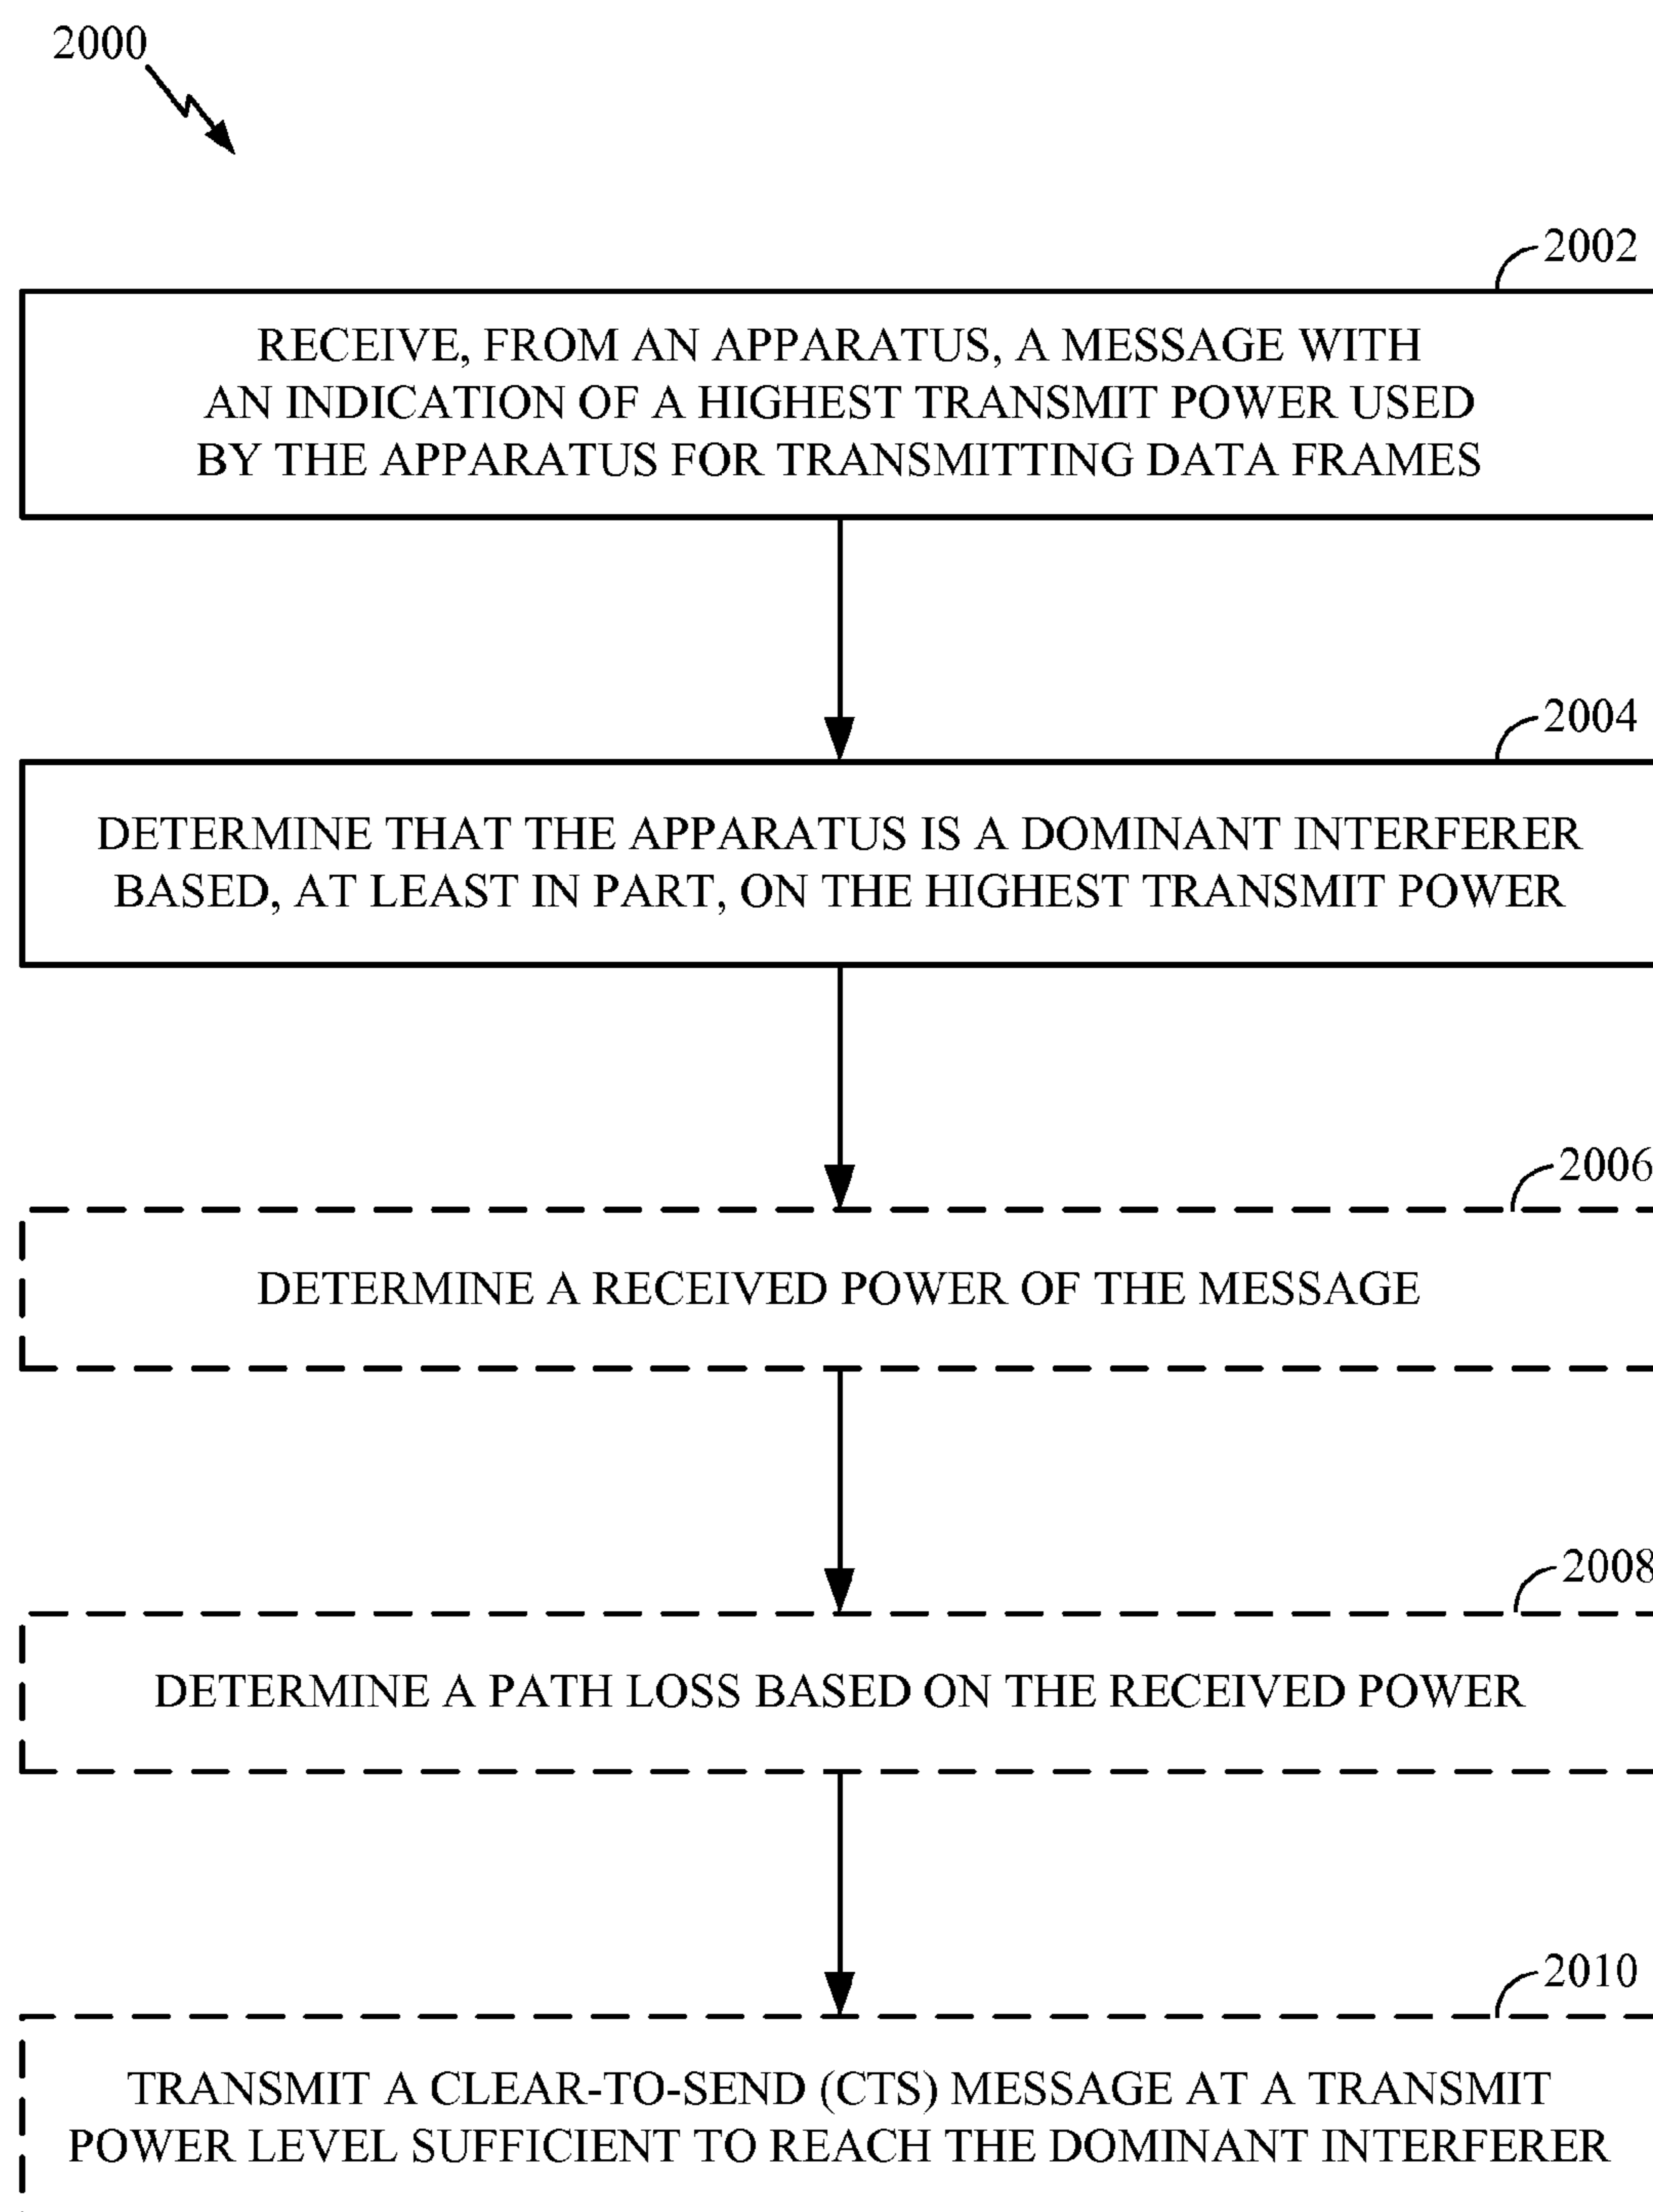 2000
2002
RECEIVE, FROM AN APPARATUS, A MESSAGE WITH
AN INDICATION OF A HIGHEST TRANSMIT POWER USED
BY THE APPARATUS FOR TRANSMITTING DATA FRAMES
2004
DETERMINE THAT THE APPARATUS IS A DOMINANT INTERFERER
BASED, AT LEAST IN PART, ON THE HIGHEST TRANSMIT POWER
2006
DETERMINE A RECEIVED POWER OF THE MESSAGE
2008
DETERMINE A PATH LOSS BASED ON THE RECEIVED POWER
2010
TRANSMIT A CLEAR-TO-SEND (CTS) MESSAGE AT A TRANSMIT
POWER LEVEL SUFFICIENT TO REACH THE DOMINANT INTERFERER